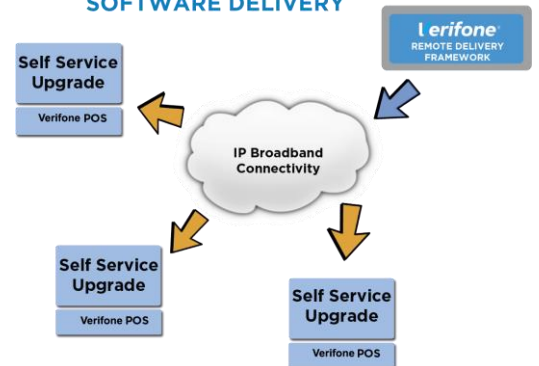 SOFTWARE DELIVERY
Verifone
REMOTE DELIVERY
FRAMEWORK
Self Service
Upgrade
Verifone POS
IP Broadband
Connectivity
Self Service
Upgrade
Verifone POS
Self Service
Upgrade
Verifone POS